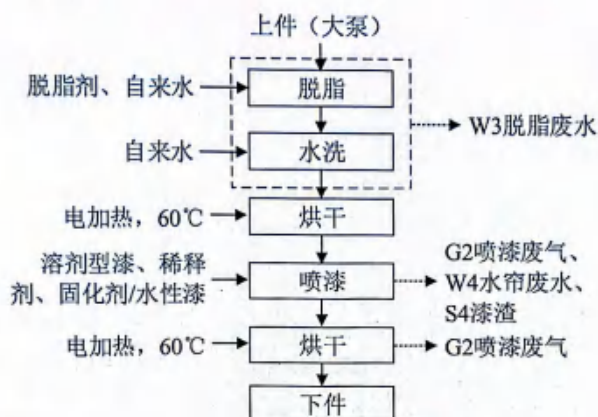 上件（大泵）
脱脂剂、自来水
脱脂
W3脱脂废水
自来水
水洗
电加热，60℃
烘干
溶剂型漆、稀释
剂、固化剂/水性漆
喷漆
G2喷漆废气、
W4水帘废水、
S4漆渣
电加热，60℃
烘干
G2喷漆废气
下件